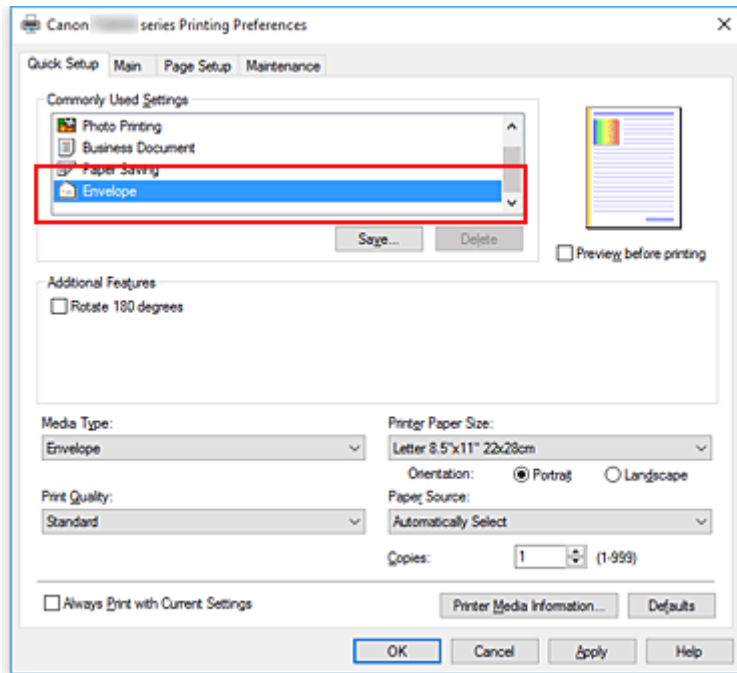 Canon series Printing Preferences
Quick Setup Main Page Setup Maintenance
Commonly Used Settings
Photo Printing
Business Document
Paper Saving
Envelope
Save... Delete
Preview before printing
Additional Features
Rotate 180 degrees
Media Type:
Envelope
Printer Paper Size:
Letter 8.5"x11" 22x28cm
Orientation: Portrait Landscape
Print Quality:
Standard
Paper Source:
Automatically Select
Copies: 1 (1-999)
Always Print with Current Settings
Printer Media Information... Defaults
OK Cancel Apply Help